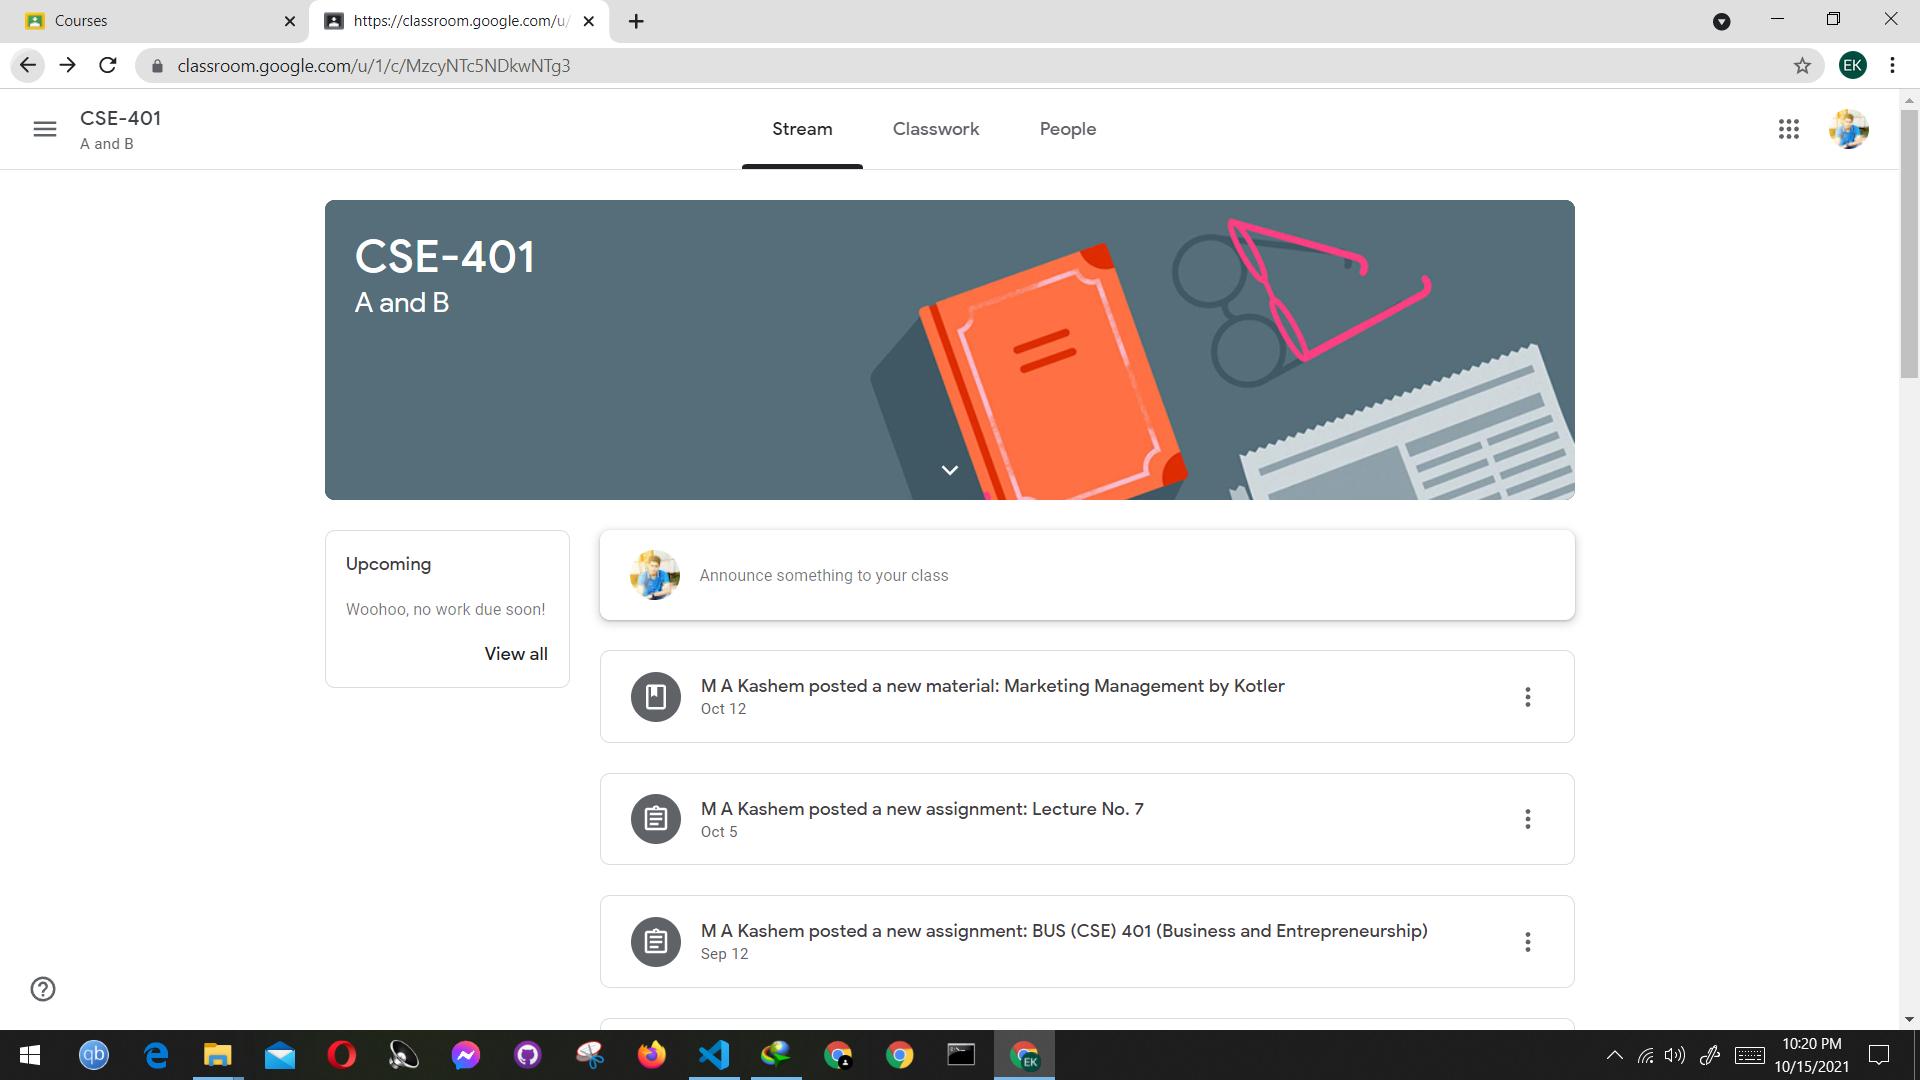 Courses
https://classroom.google.com/u/
classroom.google.com/u/1/c/MzcyNTc5NDkwNTg3
EK
CSE-401
A and B
Stream
Classwork
People
CSE-401
A and B
Upcoming
Woohoo, no work due soon!
View all
Announce something to your class
M A Kashem posted a new material: Marketing Management by Kotler
Oct 12
M A Kashem posted a new assignment: Lecture No. 7
Oct 5
M A Kashem posted a new assignment: BUS (CSE) 401 (Business and Entrepreneurship)
Sep 12
qb
EK
10:20 PM
10/15/2021